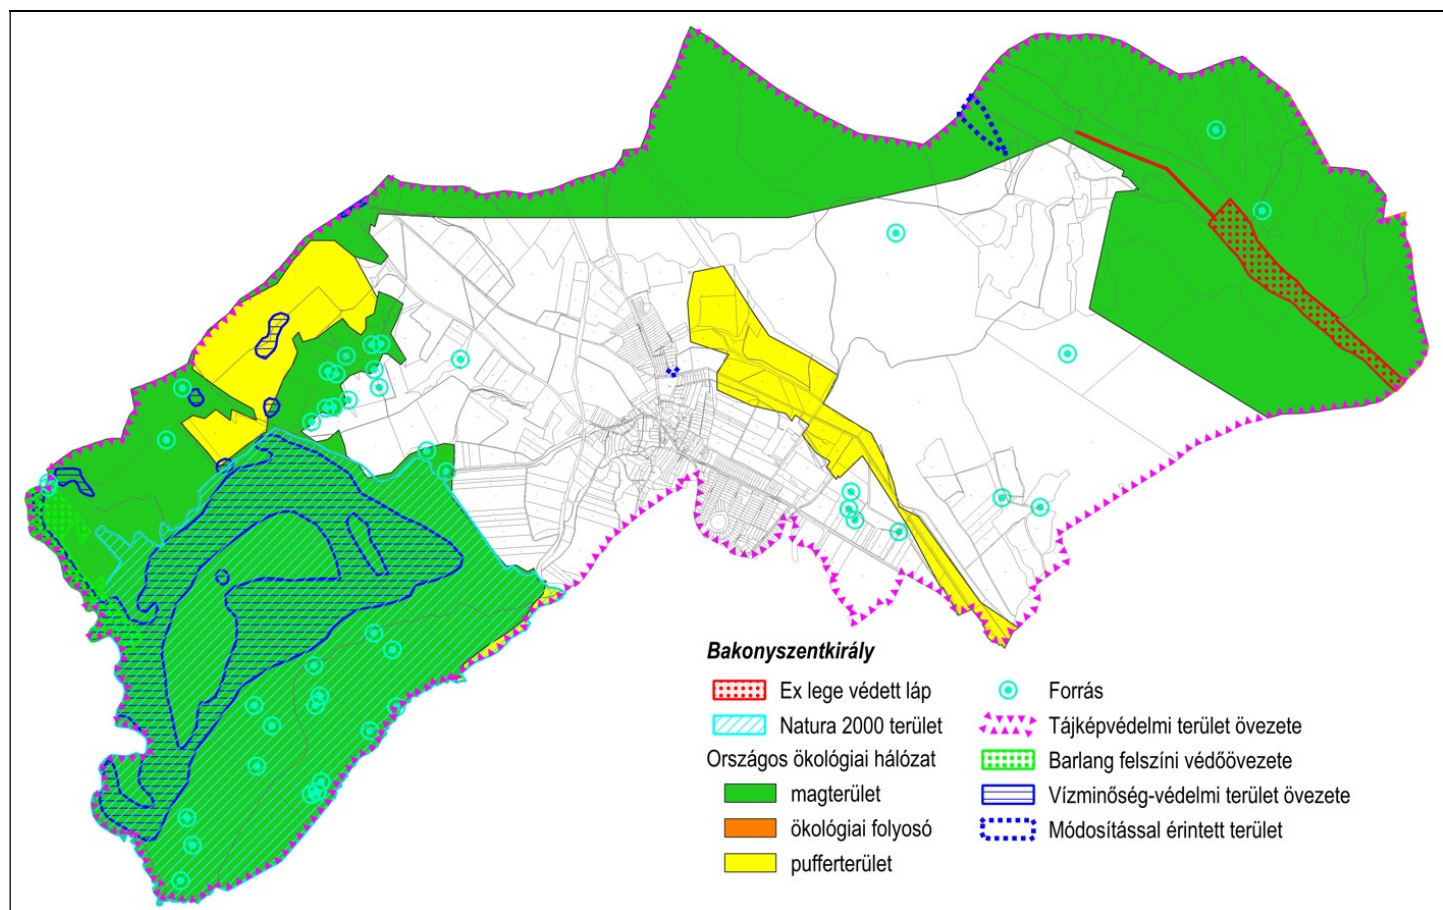 Bakonyszentkirály
Ex lege védett láp
Natura 2000 terület
Országos ökológiai hálózat
magterület
ökológiai folyosó
pufferterület
Forrás
Tájképvédelmi terület övezete
Barlang felszíni védőövezete
Vízminőség-védelmi terület övezete
Módosítással érintett terület